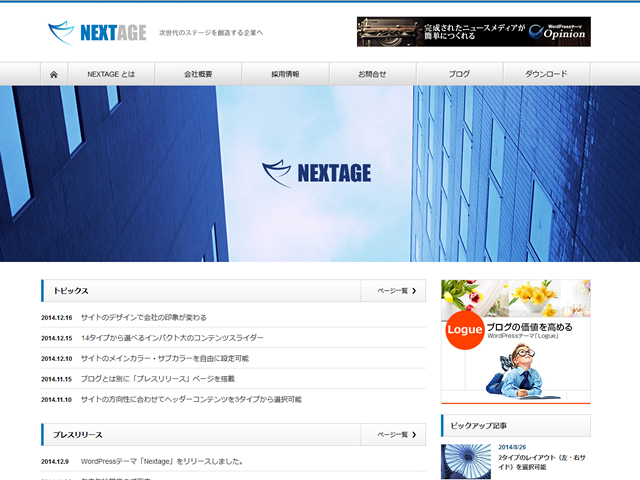 NEXTAGE
次世代のステージを創造する企業へ
完成されたニュースメディアが
簡単につくれる
WordPressテーマ
Opinion
NEXTAGE とは
会社概要
採用情報
お問合せ
ブログ
ダウンロード
NEXTAGE
トピックス
ページ一覧
2014.12.16 サイトのデザインで会社の印象が変わる
2014.12.15 14タイプから選べるインパクト大のコンテンツスライダー
2014.12.10 サイトのメインカラー・サブカラーを自由に設定可能
2014.11.15 ブログとは別に「プレスリリース」ページを搭載
2014.11.10 サイトの方向性に合わせてヘッダーコンテンツを3タイプから選択可能
プレスリリース
ページ一覧
2014.12.9 WordPressテーマ「Nextage」をリリースしました。
Logue
ブログの価値を高める
WordPressテーマ「Logue」
ピックアップ記事
2014/8/26
2タイプのレイアウト（左・右サ
イド）を選択可能